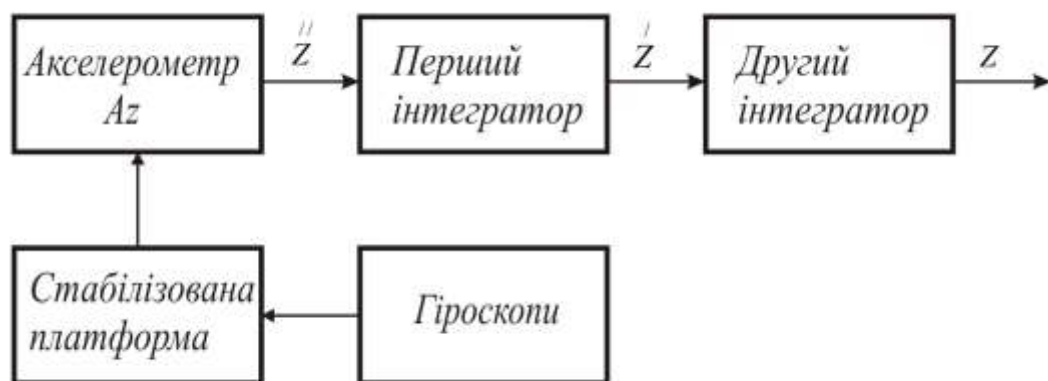 Акселерометр
Az
z''
Перший
інтегратор
z'
Другий
інтегратор
z
Стабілізована
платформа
Гіроскопи